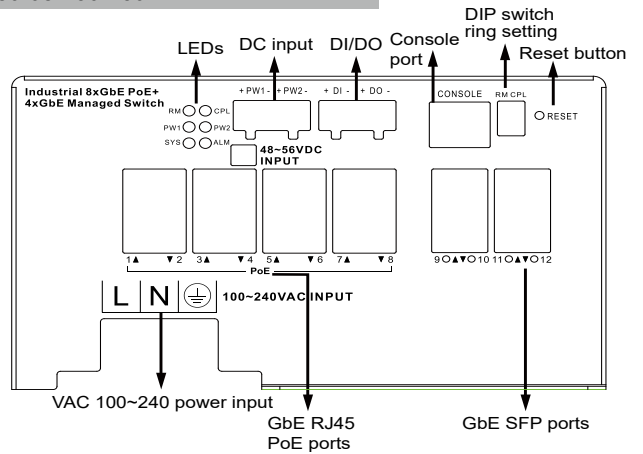 DIP switch
ring setting
LEDs
DC input
DI/DO
Console
port
Reset button
Industrial 8xGbE PoE+
4xGbE Managed Switch
+ PW1 - + PW2 -
+ DI - + DO -
CONSOLE
RM CPL
RM CPL
PW1 PW2
SYS ALM
RESET
48~56VDC
INPUT
1▲ ▼2 3▲ ▼4 5▲ ▼6 7▲ ▼8
9○▲▼○10 11○▲▼○12
PoE
L N
100~240VAC INPUT
VAC 100~240 power input
GbE RJ45
PoE ports
GbE SFP ports